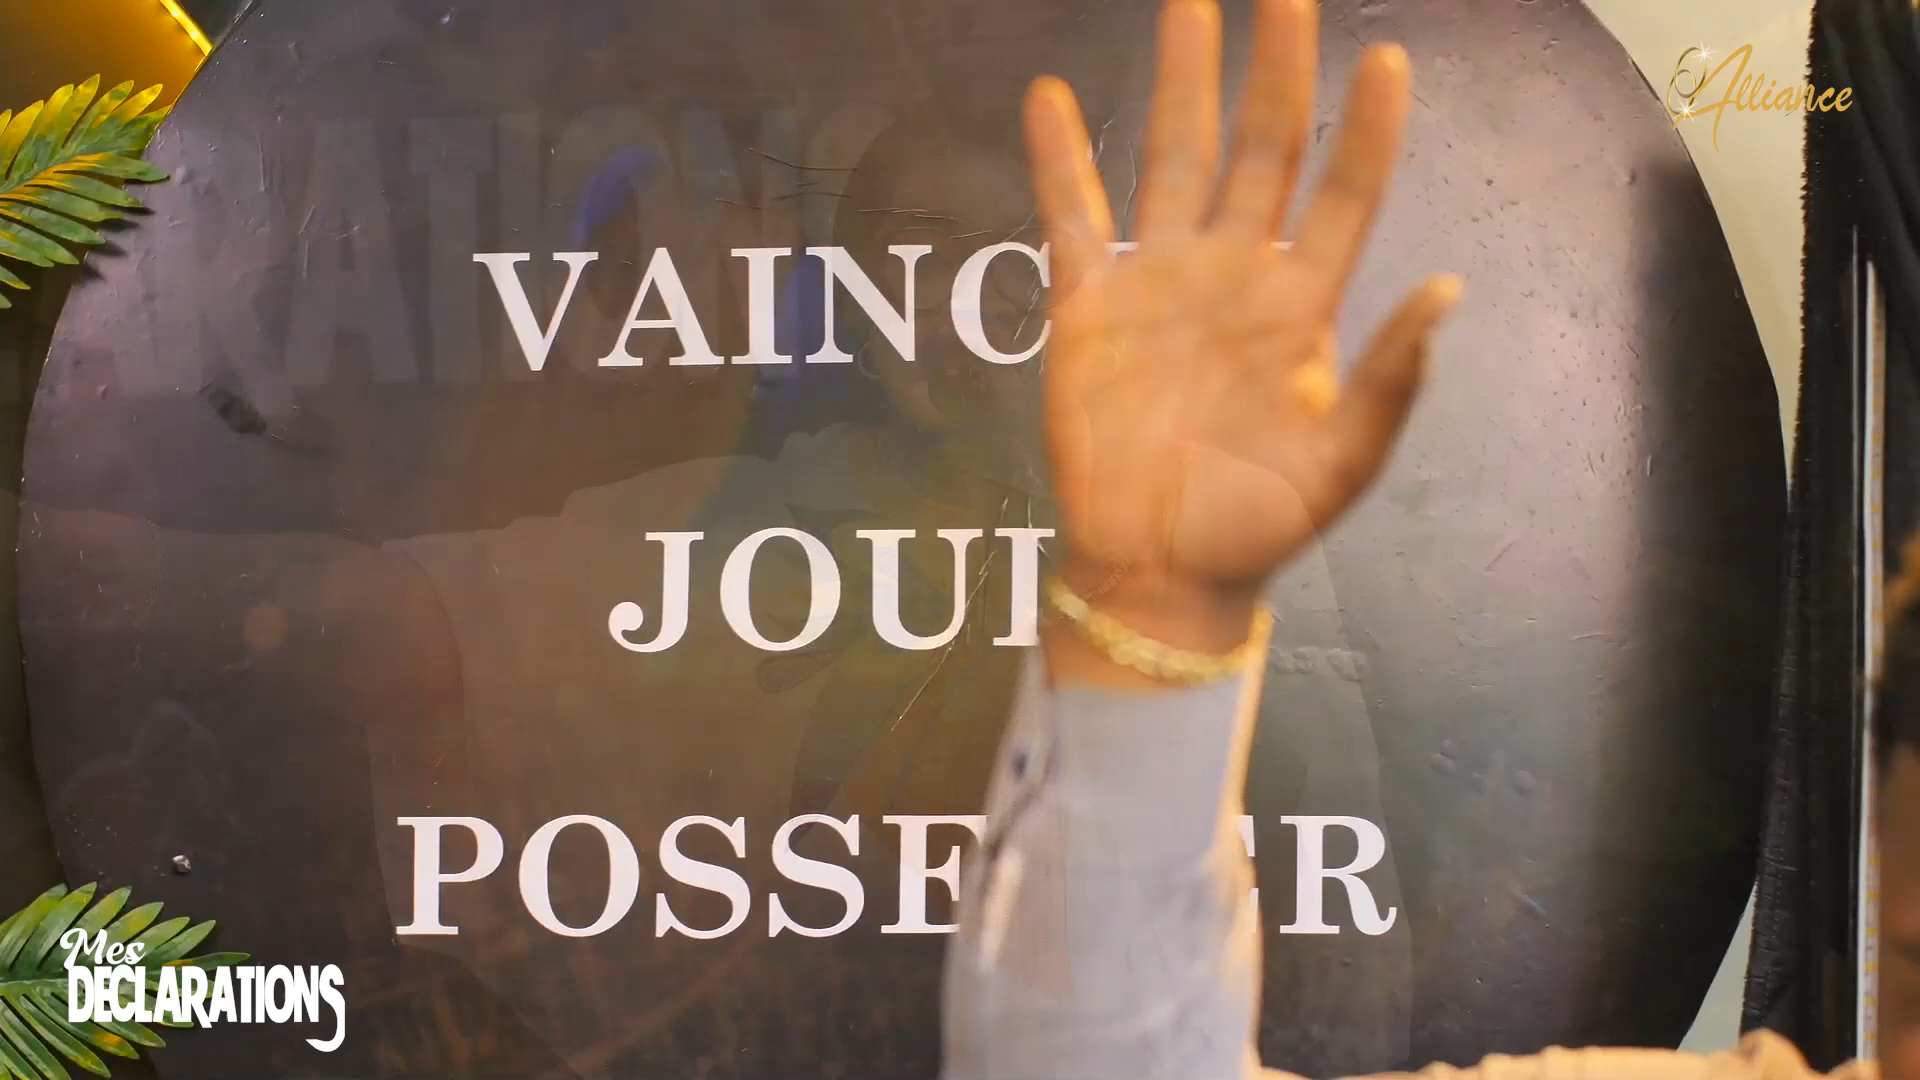 Alliance
VAINC
JOUI
POSSE ER
Mes
DECLARATIONS